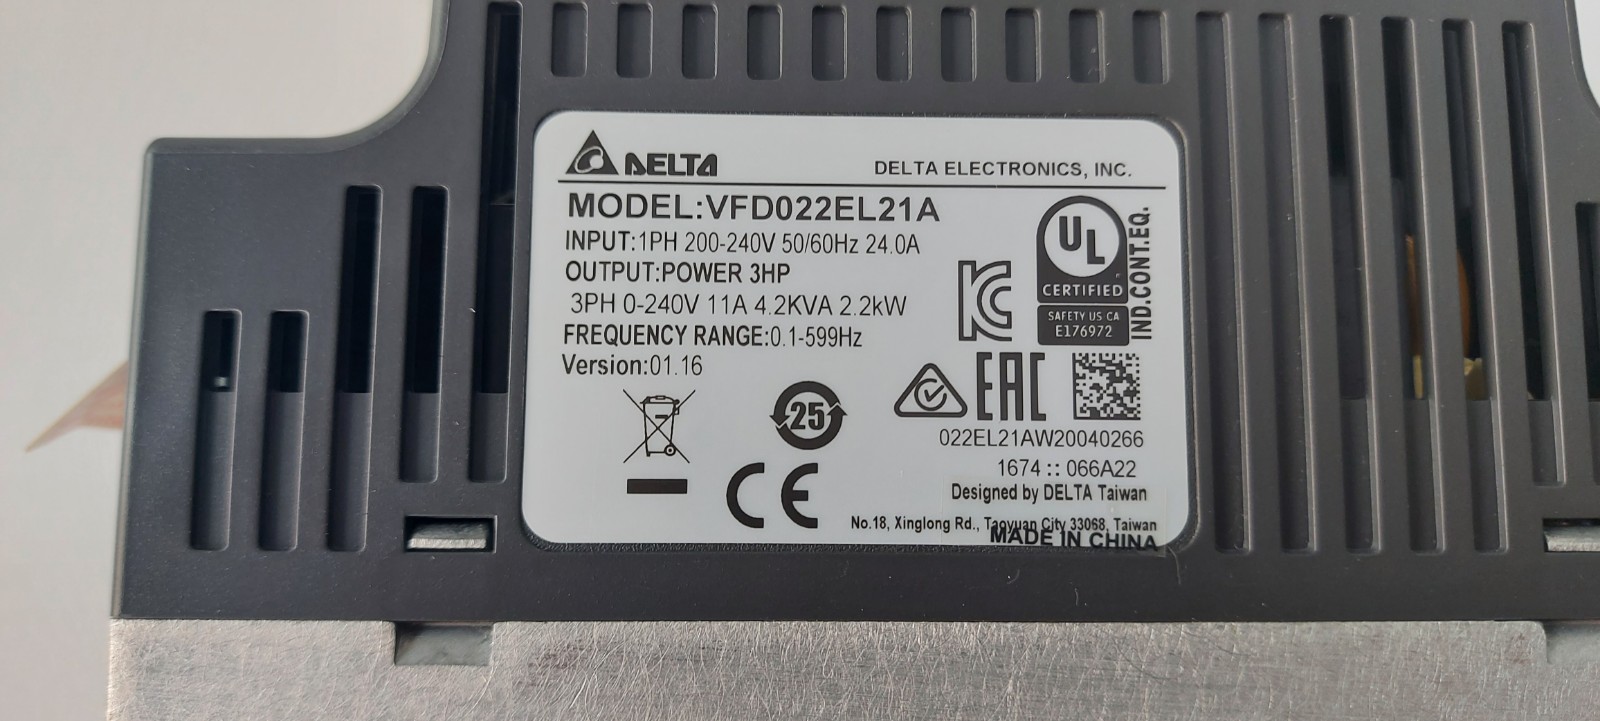 DELTA
DELTA ELECTRONICS, INC.
MODEL:VFD022EL21A
INPUT:1PH 200-240V 50/60Hz 24.0A
OUTPUT:POWER 3HP
3PH 0-240V 11A 4.2KVA 2.2kW
FREQUENCY RANGE:0.1-599Hz
Version:01.16
UL
CERTIFIED
SAFETY US CA
E176972
IND.CONT.EQ.
KC
EAC
25
CE
022EL21AW20040266
1674 :: 066A22
Designed by DELTA Taiwan
No.18, Xinglong Rd., Taoyuan City 33068, Taiwan
MADE IN CHINA